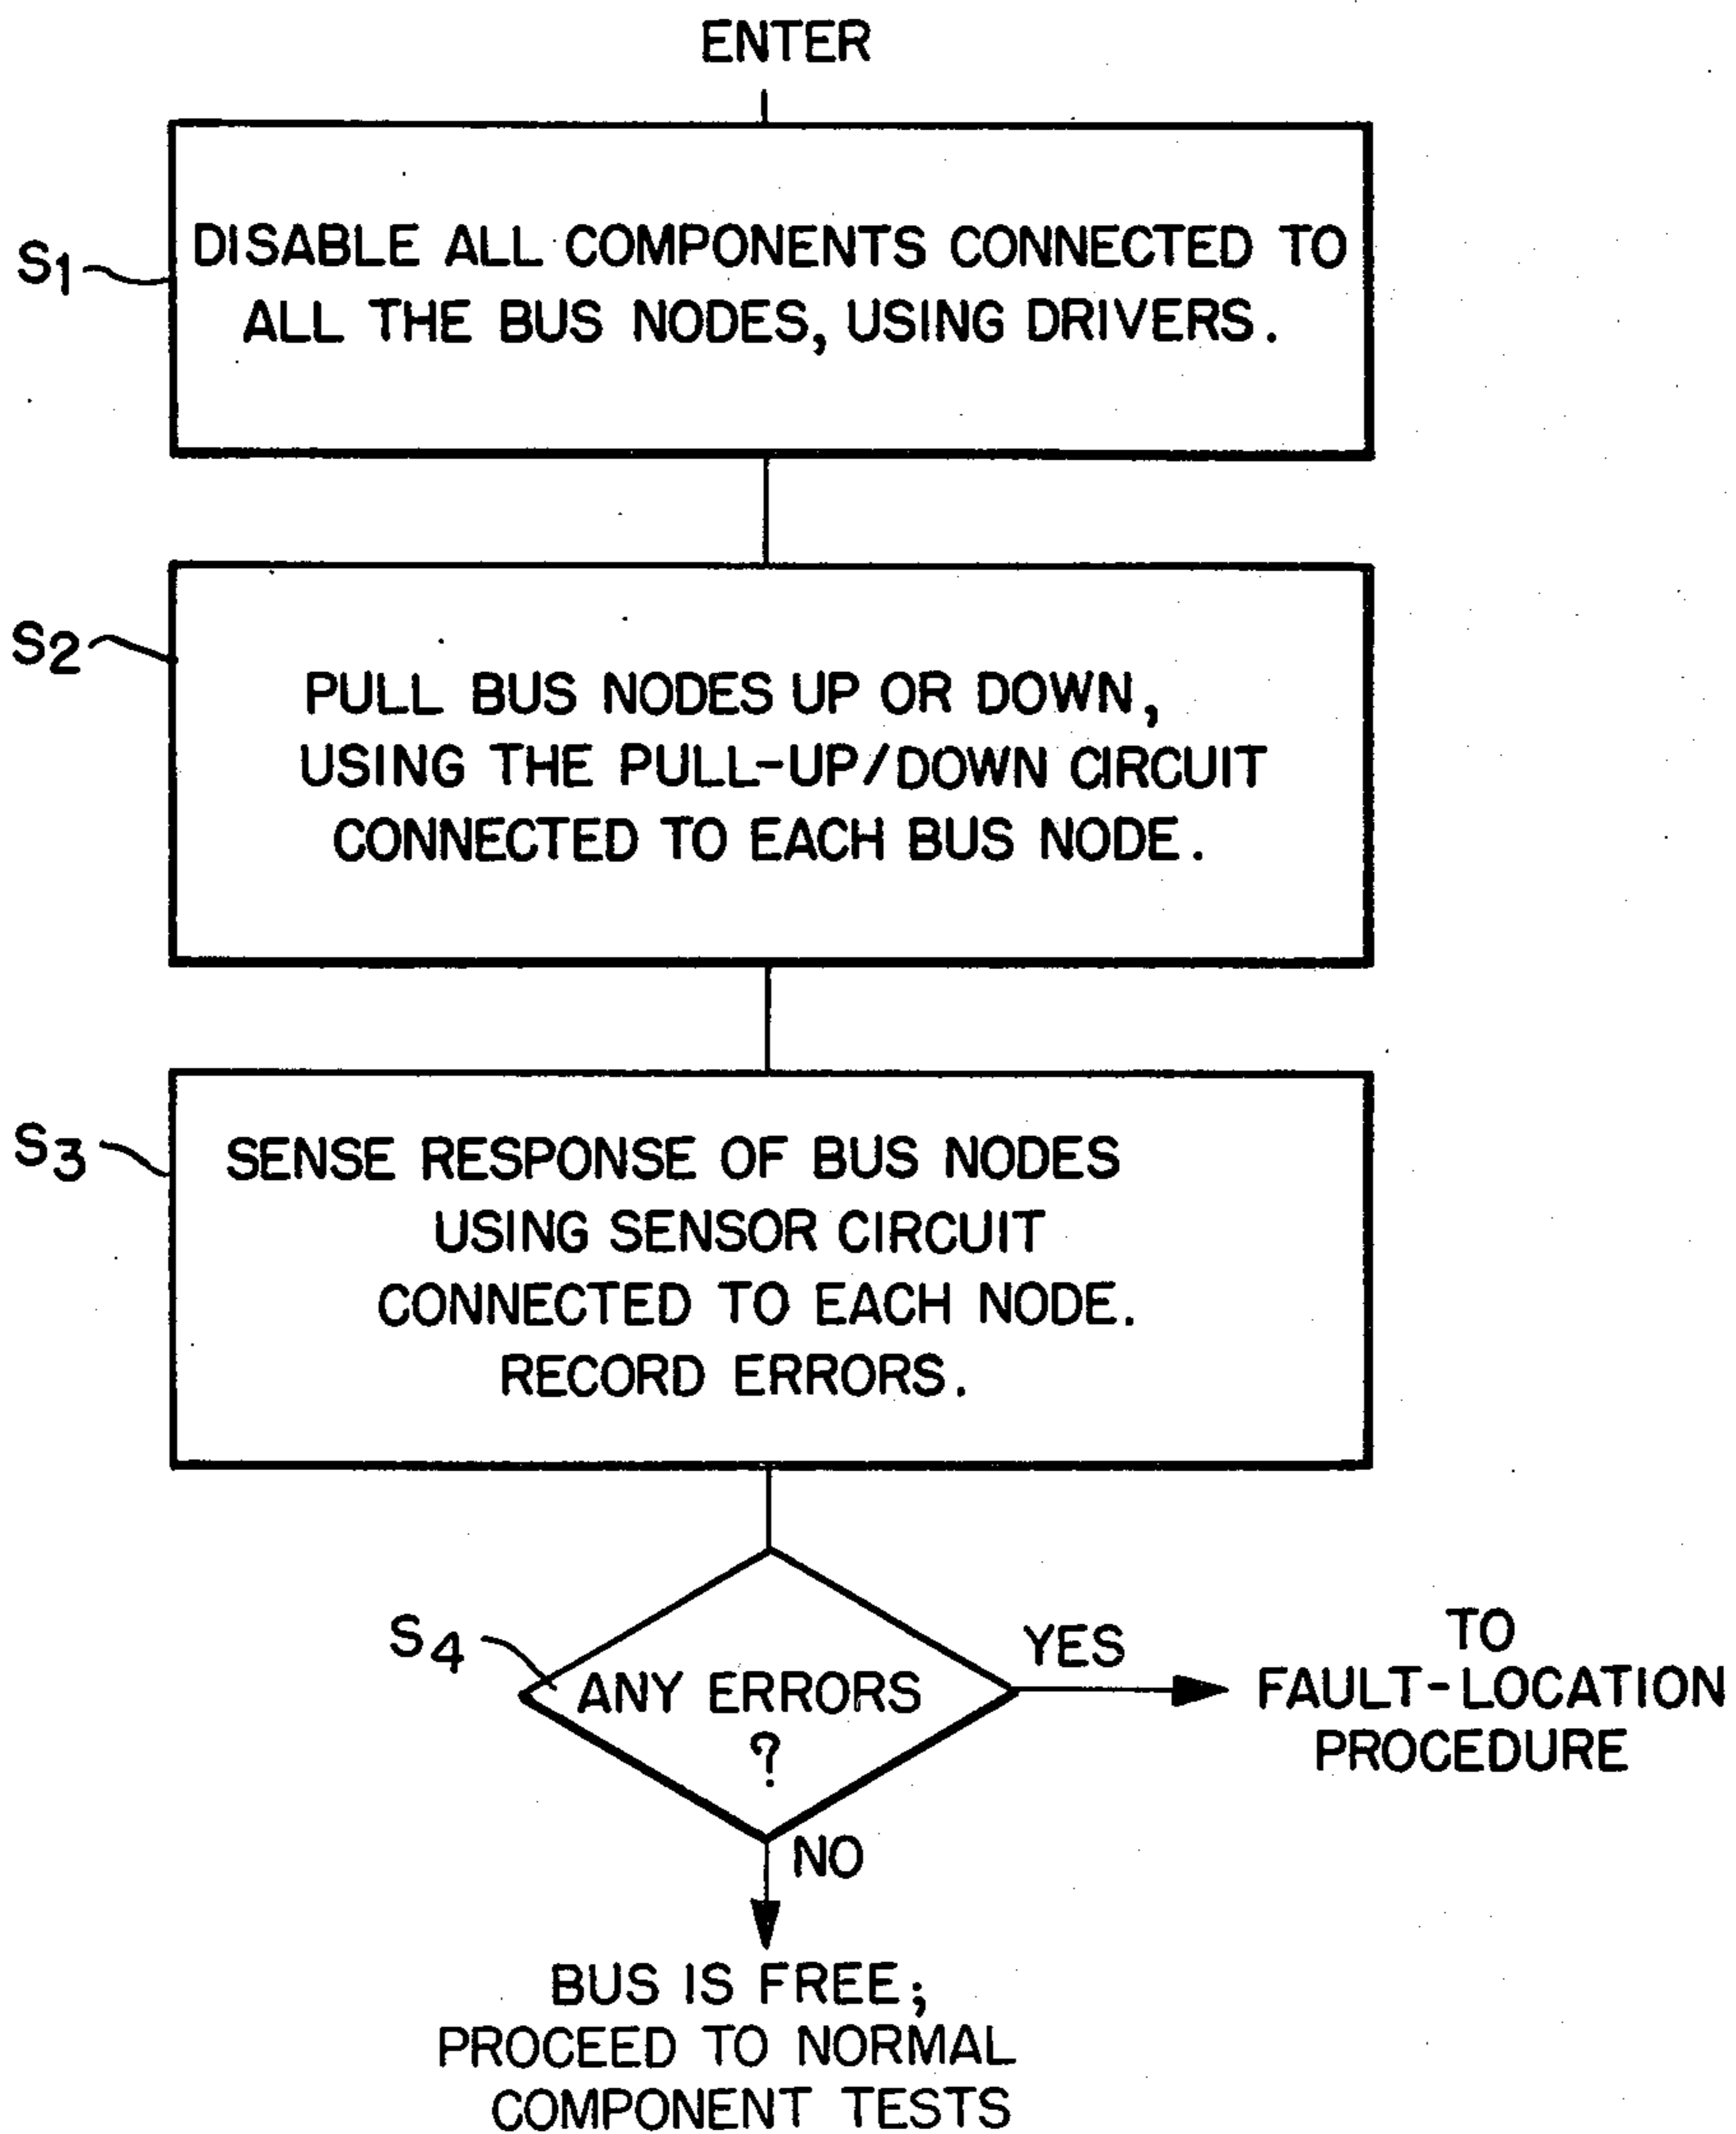 ENTER
S1
DISABLE ALL COMPONENTS CONNECTED TO
ALL THE BUS NODES, USING DRIVERS.
S2
PULL BUS NODES UP OR DOWN,
USING THE PULL-UP/DOWN CIRCUIT
CONNECTED TO EACH BUS NODE.
S3
SENSE RESPONSE OF BUS NODES
USING SENSOR CIRCUIT
CONNECTED TO EACH NODE.
RECORD ERRORS.
S4
ANY ERRORS
?
YES
TO
FAULT-LOCATION
PROCEDURE
NO
BUS IS FREE;
PROCEED TO NORMAL
COMPONENT TESTS